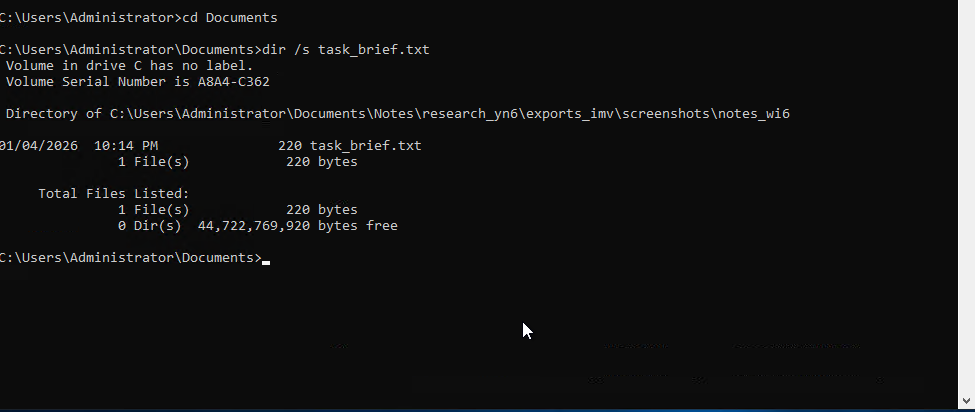 C:\Users\Administrator>cd Documents
C:\Users\Administrator\Documents>dir /s task_brief.txt
Volume in drive C has no label.
Volume Serial Number is A8A4-C362
Directory of C:\Users\Administrator\Documents\Notes\research_yn6\exports_imv\screenshots\notes_wi6
01/04/2026 10:14 PM 220 task_brief.txt
1 File(s) 220 bytes
Total Files Listed:
1 File(s) 220 bytes
0 Dir(s) 44,722,769,920 bytes free
C:\Users\Administrator\Documents>